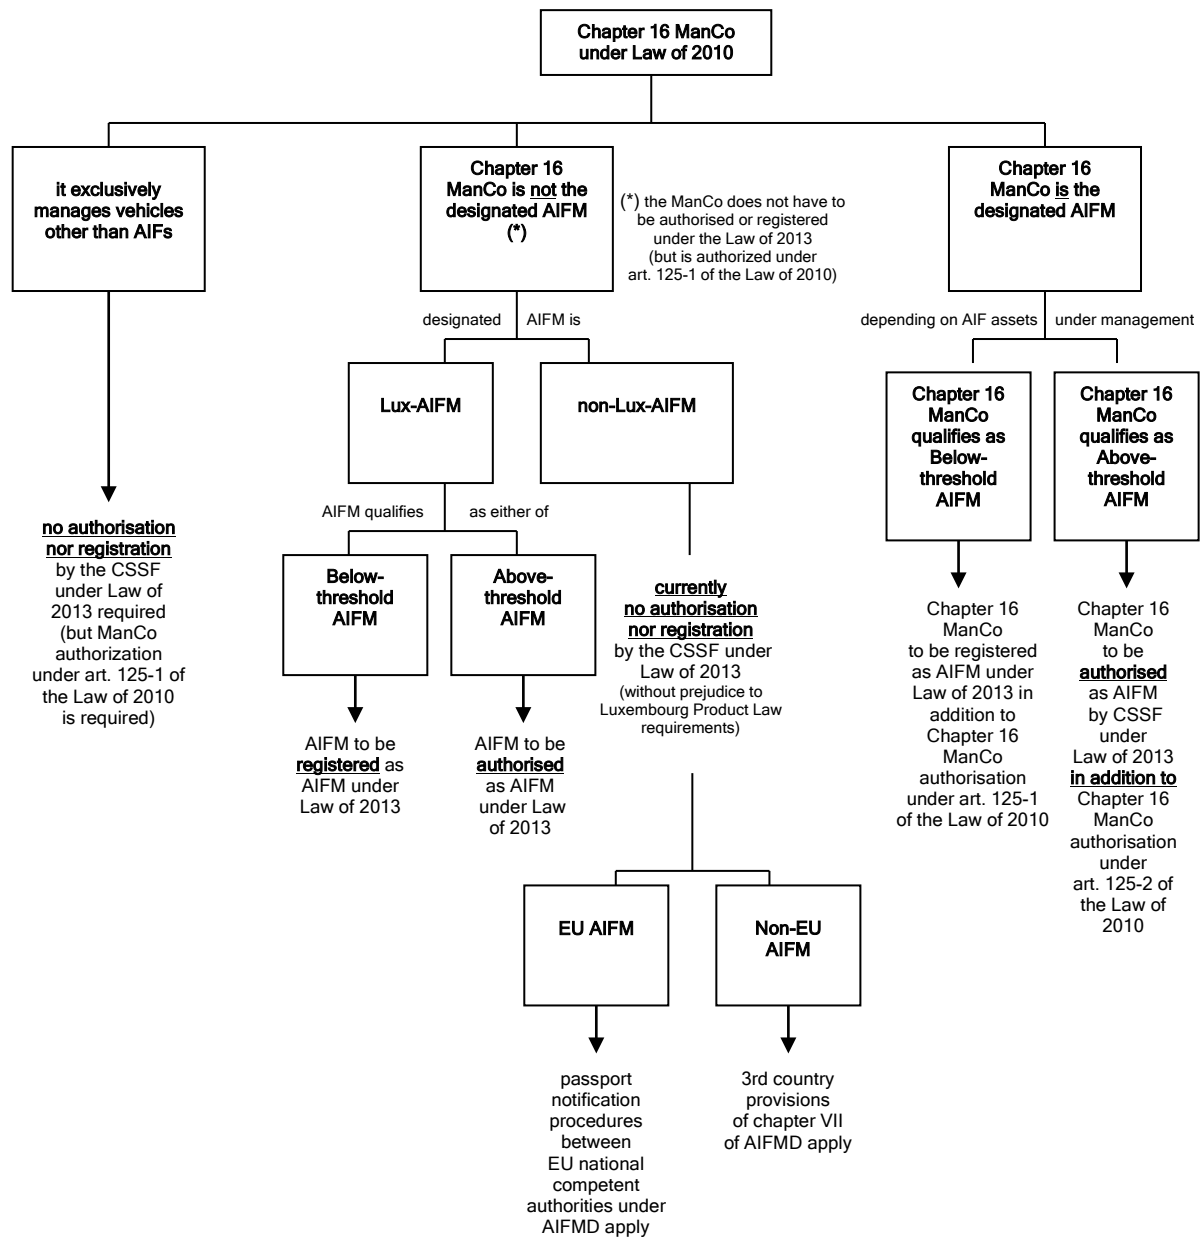 Chapter 16 ManCo
under Law of 2010
it exclusively
manages vehicles
other than AIFs
Chapter 16
ManCo is not the
designated AIFM
(*)
(*) the ManCo does not have to
be authorised or registered
under the Law of 2013
(but is authorized under
art. 125-1 of the Law of 2010)
Chapter 16
ManCo is the
designated AIFM
designated AIFM is
depending on AIF assets under management
Lux-AIFM
non-Lux-AIFM
Chapter 16
ManCo
qualifies as
Below-
threshold
AIFM
Chapter 16
ManCo
qualifies as
Above-
threshold
AIFM
no authorisation
nor registration
by the CSSF
under Law of
2013 required
(but ManCo
authorization
under art. 125-1 of
the Law of 2010
is required)
AIFM qualifies as either of
Below-
threshold
AIFM
Above-
threshold
AIFM
currently
no authorisation
nor registration
by the CSSF under
Law of 2013
(without prejudice to
Luxembourg Product Law
requirements)
Chapter 16
ManCo
to be registered
as AIFM under
Law of 2013 in
addition to
Chapter 16
ManCo
authorisation
under art. 125-1
of the Law of 2010
Chapter 16
ManCo
to be
authorised
as AIFM
by CSSF
under
Law of 2013
in addition to
Chapter 16
ManCo
authorisation
under
art. 125-2 of
the Law of
2010
AIFM to be
registered as
AIFM under
Law of 2013
AIFM to be
authorised
as AIFM
under Law
of 2013
EU AIFM
Non-EU
AIFM
passport
notification
procedures
between
EU national
competent
authorities under
AIFMD apply
3rd country
provisions
of chapter VII
of AIFMD apply